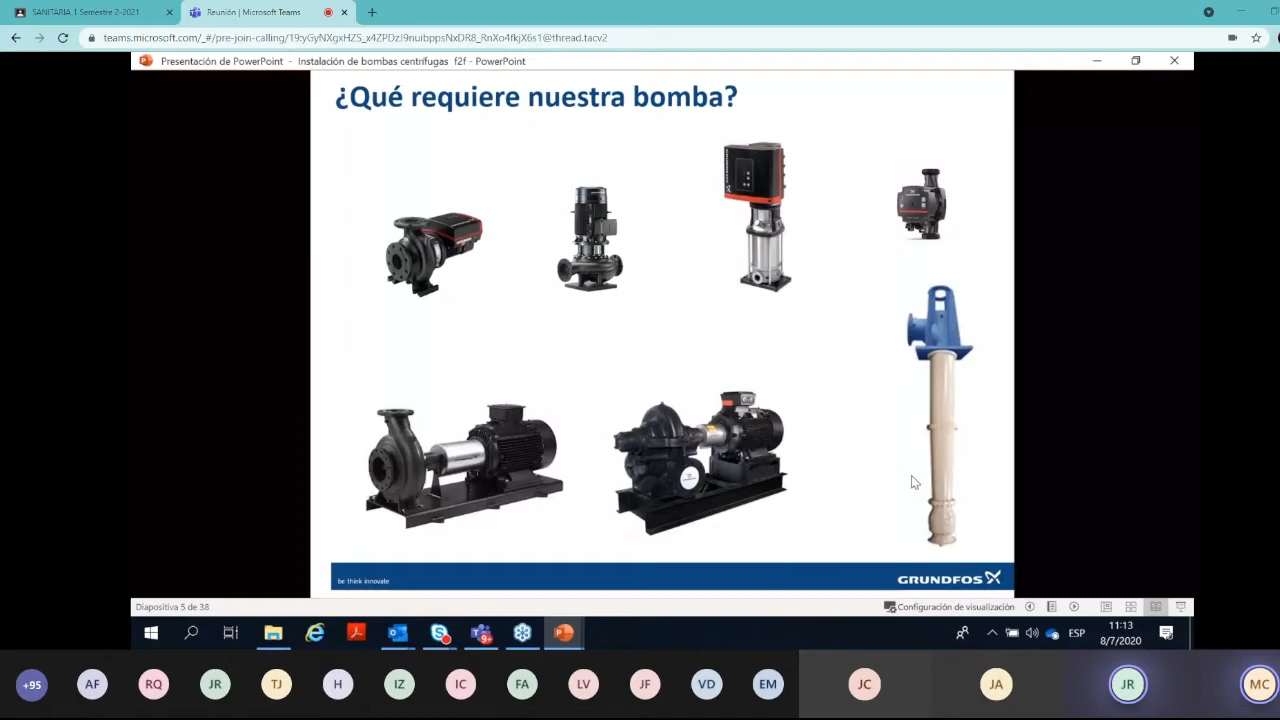 SANITARIA 1 Semestre 2-2021
Reunión | Microsoft Teams
teams.microsoft.com/_#/pre-join-calling/19:yGyNXgxHZS_x4ZPDzJ9nuibppsNxDR8_RnXo4fkjX6s1@thread.tacv2
Presentación de PowerPoint - Instalación de bombas centrífugas f2f - PowerPoint
¿Qué requiere nuestra bomba?
be think innovate
GRUNDFOS
Diapositiva 5 de 38
Configuración de visualización
9+
ESP
11:13
8/7/2020
+95
AF
RQ
JR
TJ
H
IZ
IC
FA
LV
JF
VD
EM
JC
JA
JR
MC